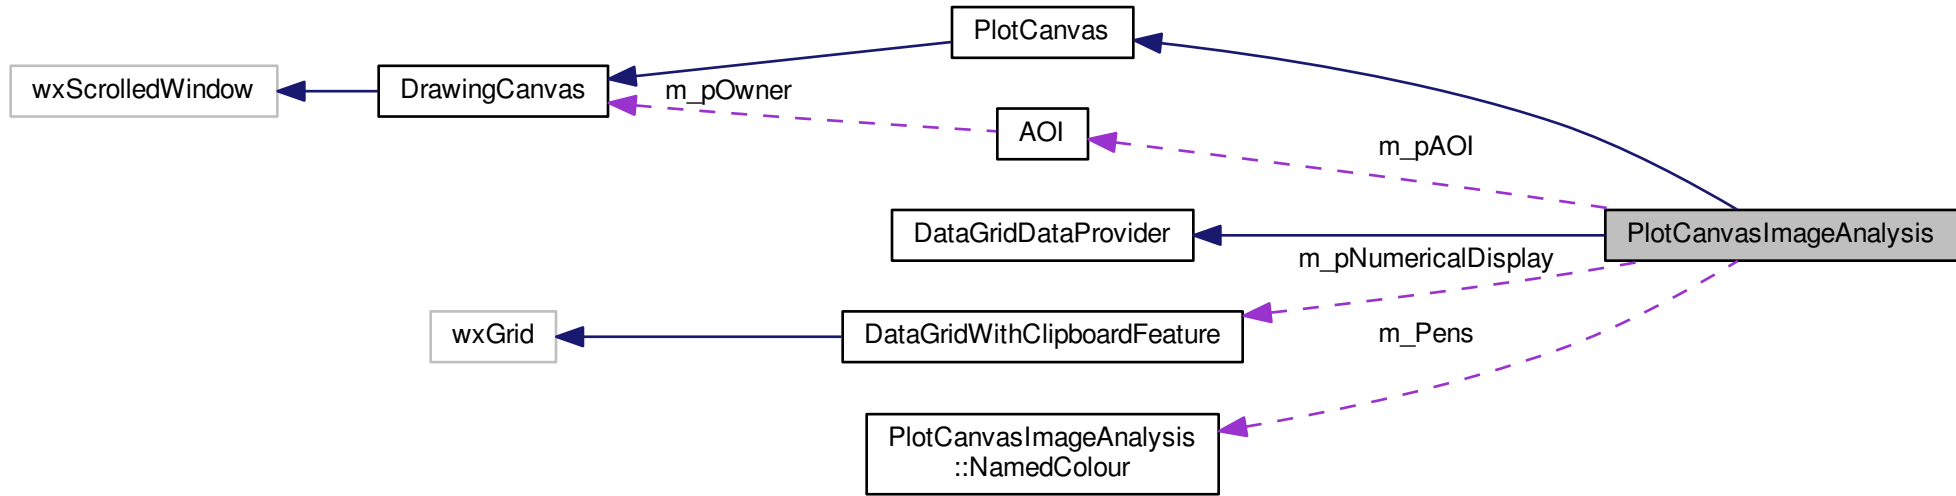 PlotCanvas
wxScrolledWindow
DrawingCanvas
m_pOwner
AOI
m_pAOI
DataGridDataProvider
PlotCanvasImageAnalysis
m_pNumericalDisplay
wxGrid
DataGridWithClipboardFeature
m_Pens
PlotCanvasImageAnalysis
::NamedColour